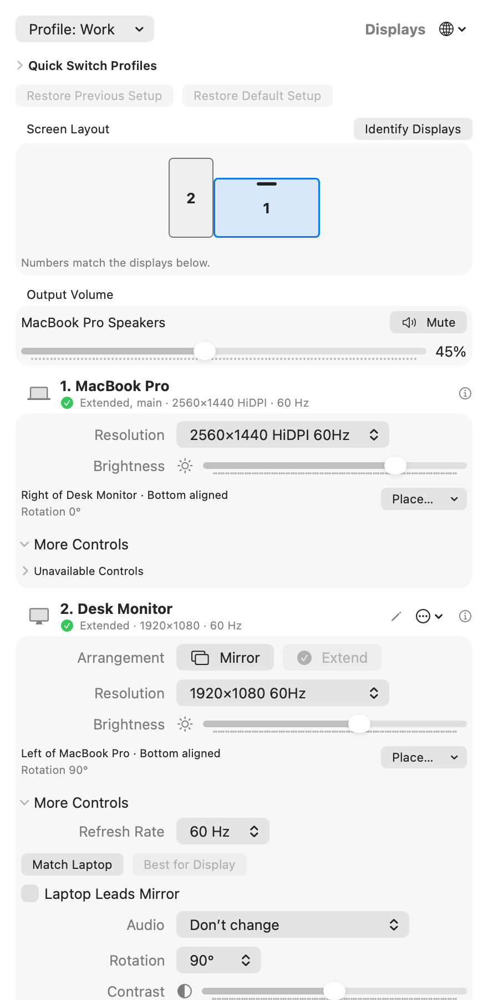 Profile: Work
Displays
Quick Switch Profiles
Restore Previous Setup
Restore Default Setup
Screen Layout
Identify Displays
2
1
Numbers match the displays below.
Output Volume
MacBook Pro Speakers
Mute
45%
1. MacBook Pro
Extended, main · 2560×1440 HiDPI · 60 Hz
Resolution
2560×1440 HiDPI 60Hz
Brightness
Right of Desk Monitor · Bottom aligned
Place...
Rotation 0°
More Controls
Unavailable Controls
2. Desk Monitor
Extended · 1920×1080 · 60 Hz
Arrangement
Mirror
Extend
Resolution
1920×1080 60Hz
Brightness
Left of MacBook Pro · Bottom aligned
Place...
Rotation 90°
More Controls
Refresh Rate
60 Hz
Match Laptop
Best for Display
Laptop Leads Mirror
Audio
Don’t change
Rotation
90°
Contrast